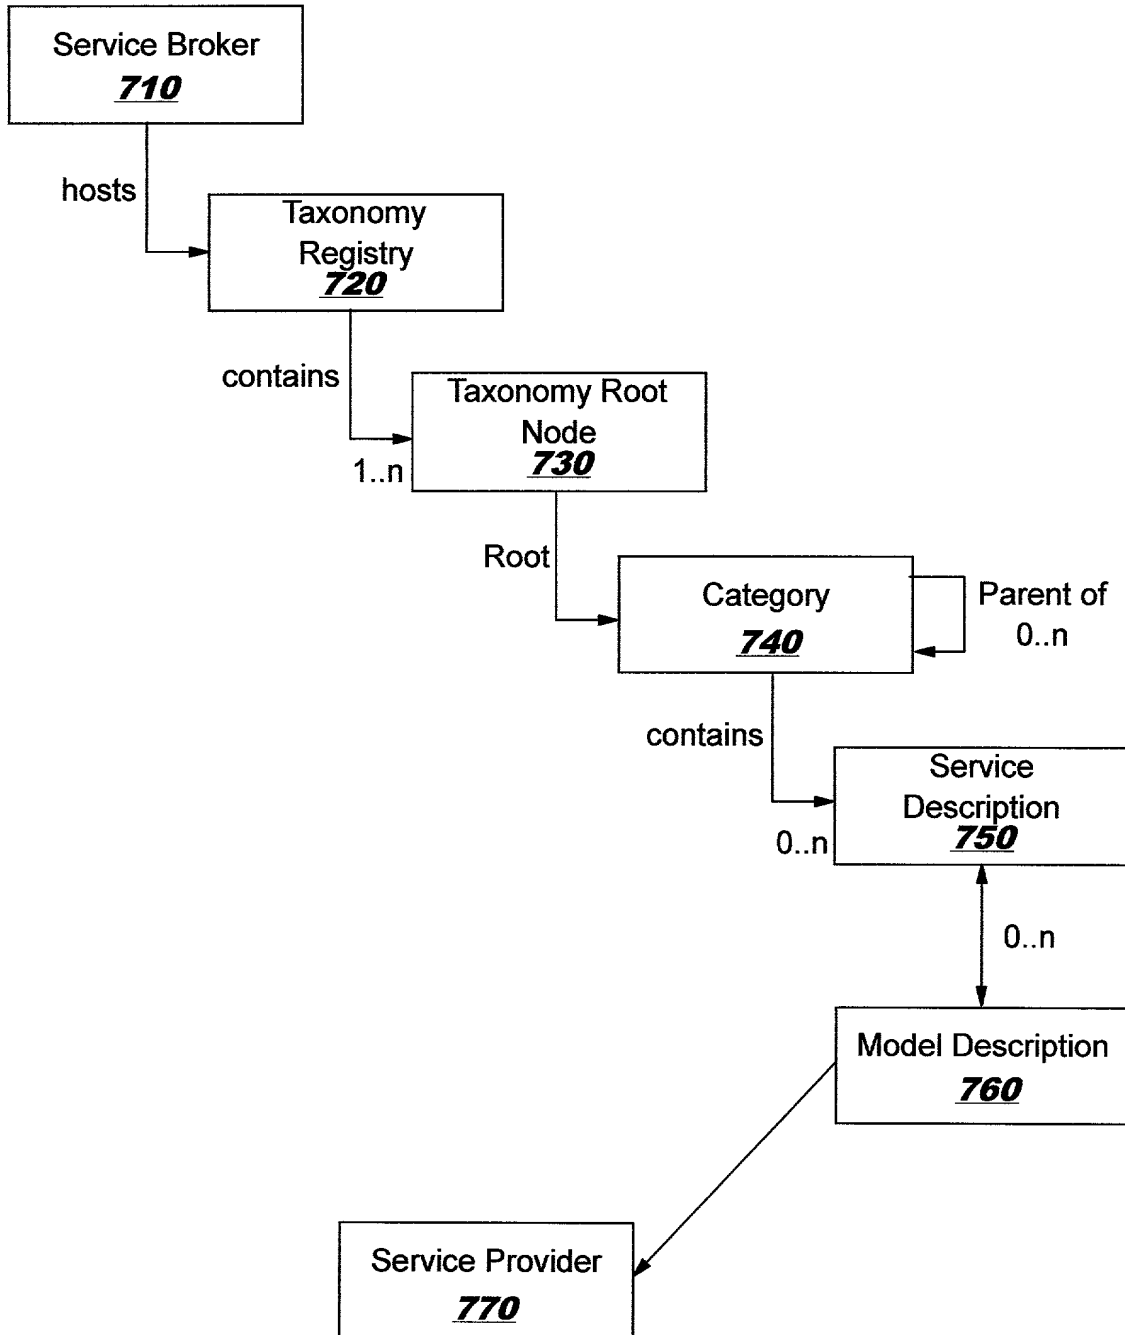 Service Broker
710
hosts
Taxonomy
Registry
720
contains
Taxonomy Root
Node
730
1..n
Root
Category
740
Parent of
0..n
contains
Service
Description
750
0..n
0..n
Model Description
760
Service Provider
770